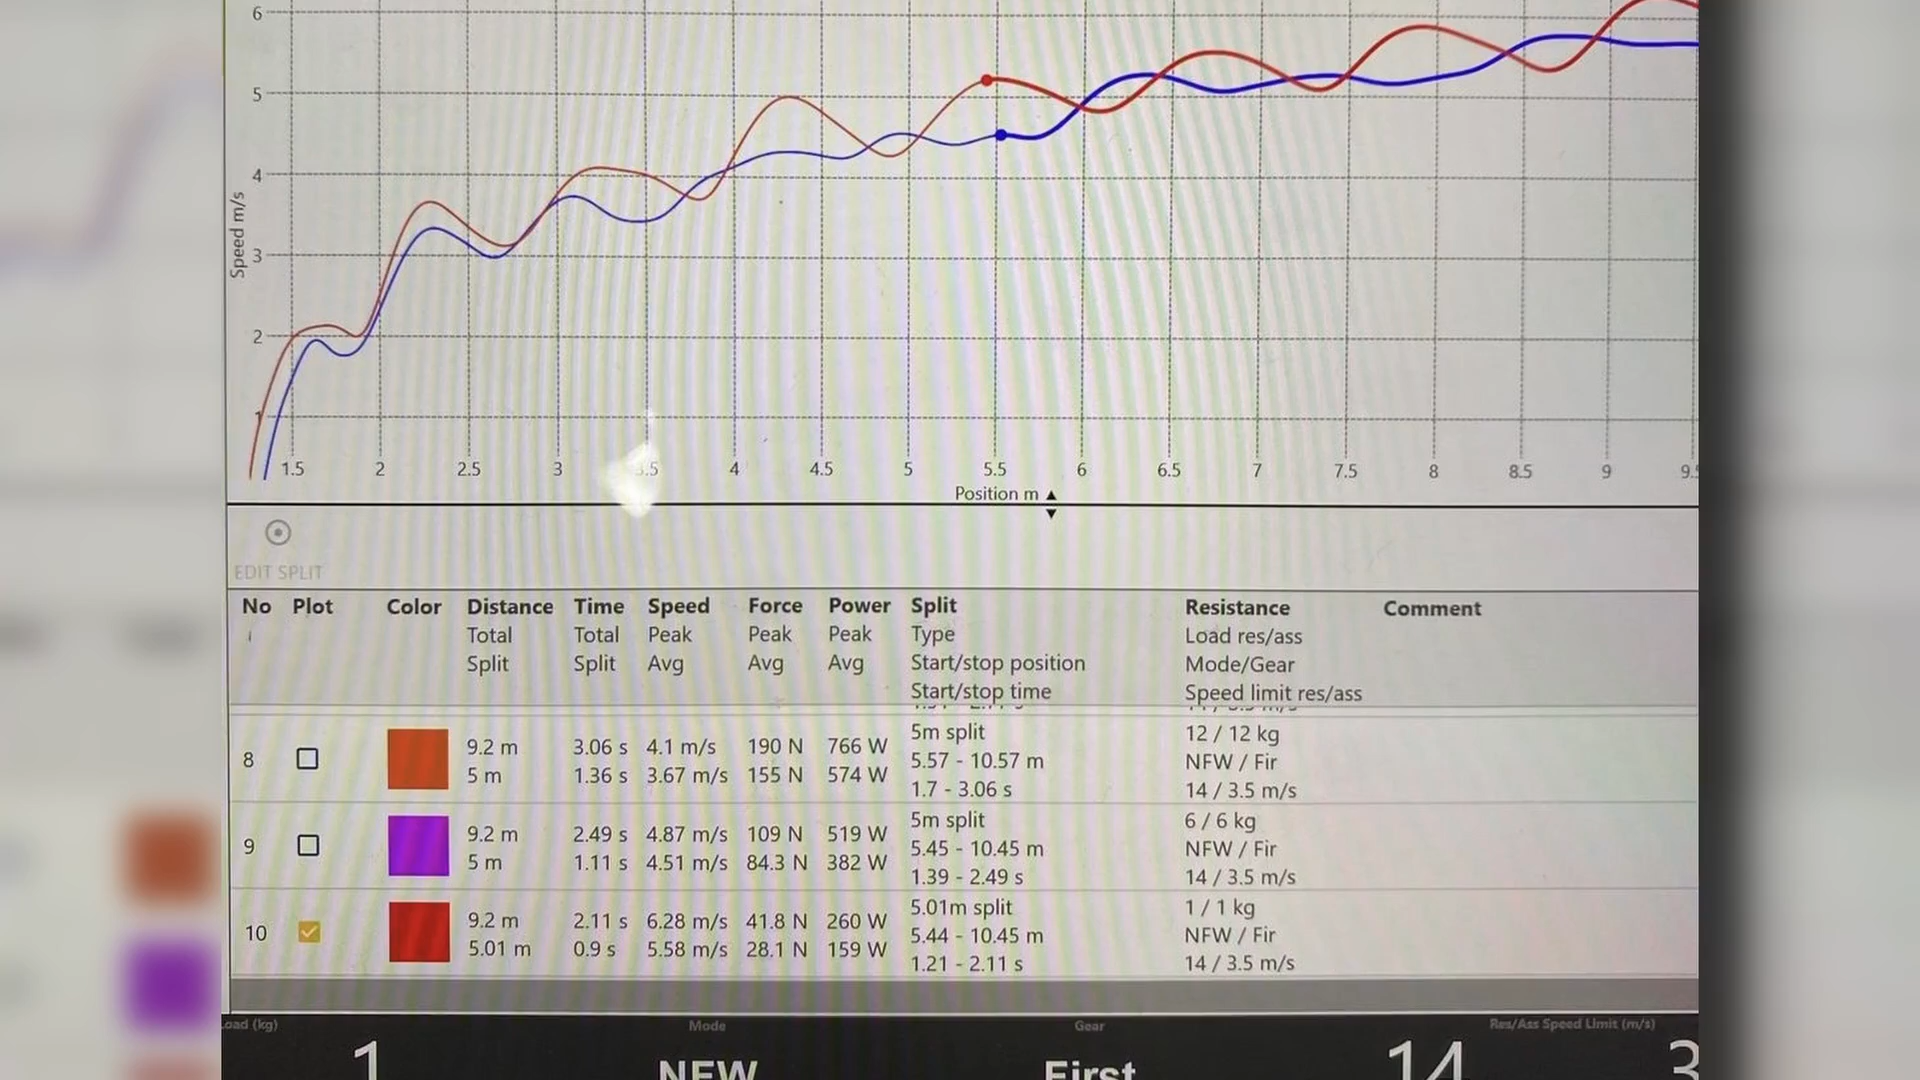 6
5
4
3
2
1
Speed m/s
1.5 2 2.5 3 3.5 4 4.5 5 5.5 6 6.5 7 7.5 8 8.5 9
Position m ▲
▼
EDIT SPLIT
No Plot Color Distance Time Speed Force Power Split Resistance Comment
Total Total Peak Peak Peak Type Load res/ass
Split Split Avg Avg Avg Start/stop position Mode/Gear
Start/stop time Speed limit res/ass
5m split 12 / 12 kg
8 9.2 m 3.06 s 4.1 m/s 190 N 766 W 5.57 - 10.57 m NFW / Fir
5 m 1.36 s 3.67 m/s 155 N 574 W 1.7 - 3.06 s 14 / 3.5 m/s
5m split 6 / 6 kg
9 9.2 m 2.49 s 4.87 m/s 109 N 519 W 5.45 - 10.45 m NFW / Fir
5 m 1.11 s 4.51 m/s 84.3 N 382 W 1.39 - 2.49 s 14 / 3.5 m/s
5.01m split 1 / 1 kg
10 9.2 m 2.11 s 6.28 m/s 41.8 N 260 W 5.44 - 10.45 m NFW / Fir
5.01 m 0.9 s 5.58 m/s 28.1 N 159 W 1.21 - 2.11 s 14 / 3.5 m/s
Load (kg) Mode Gear Res/Ass Speed Limit (m/s)
1 NFW First 14 3